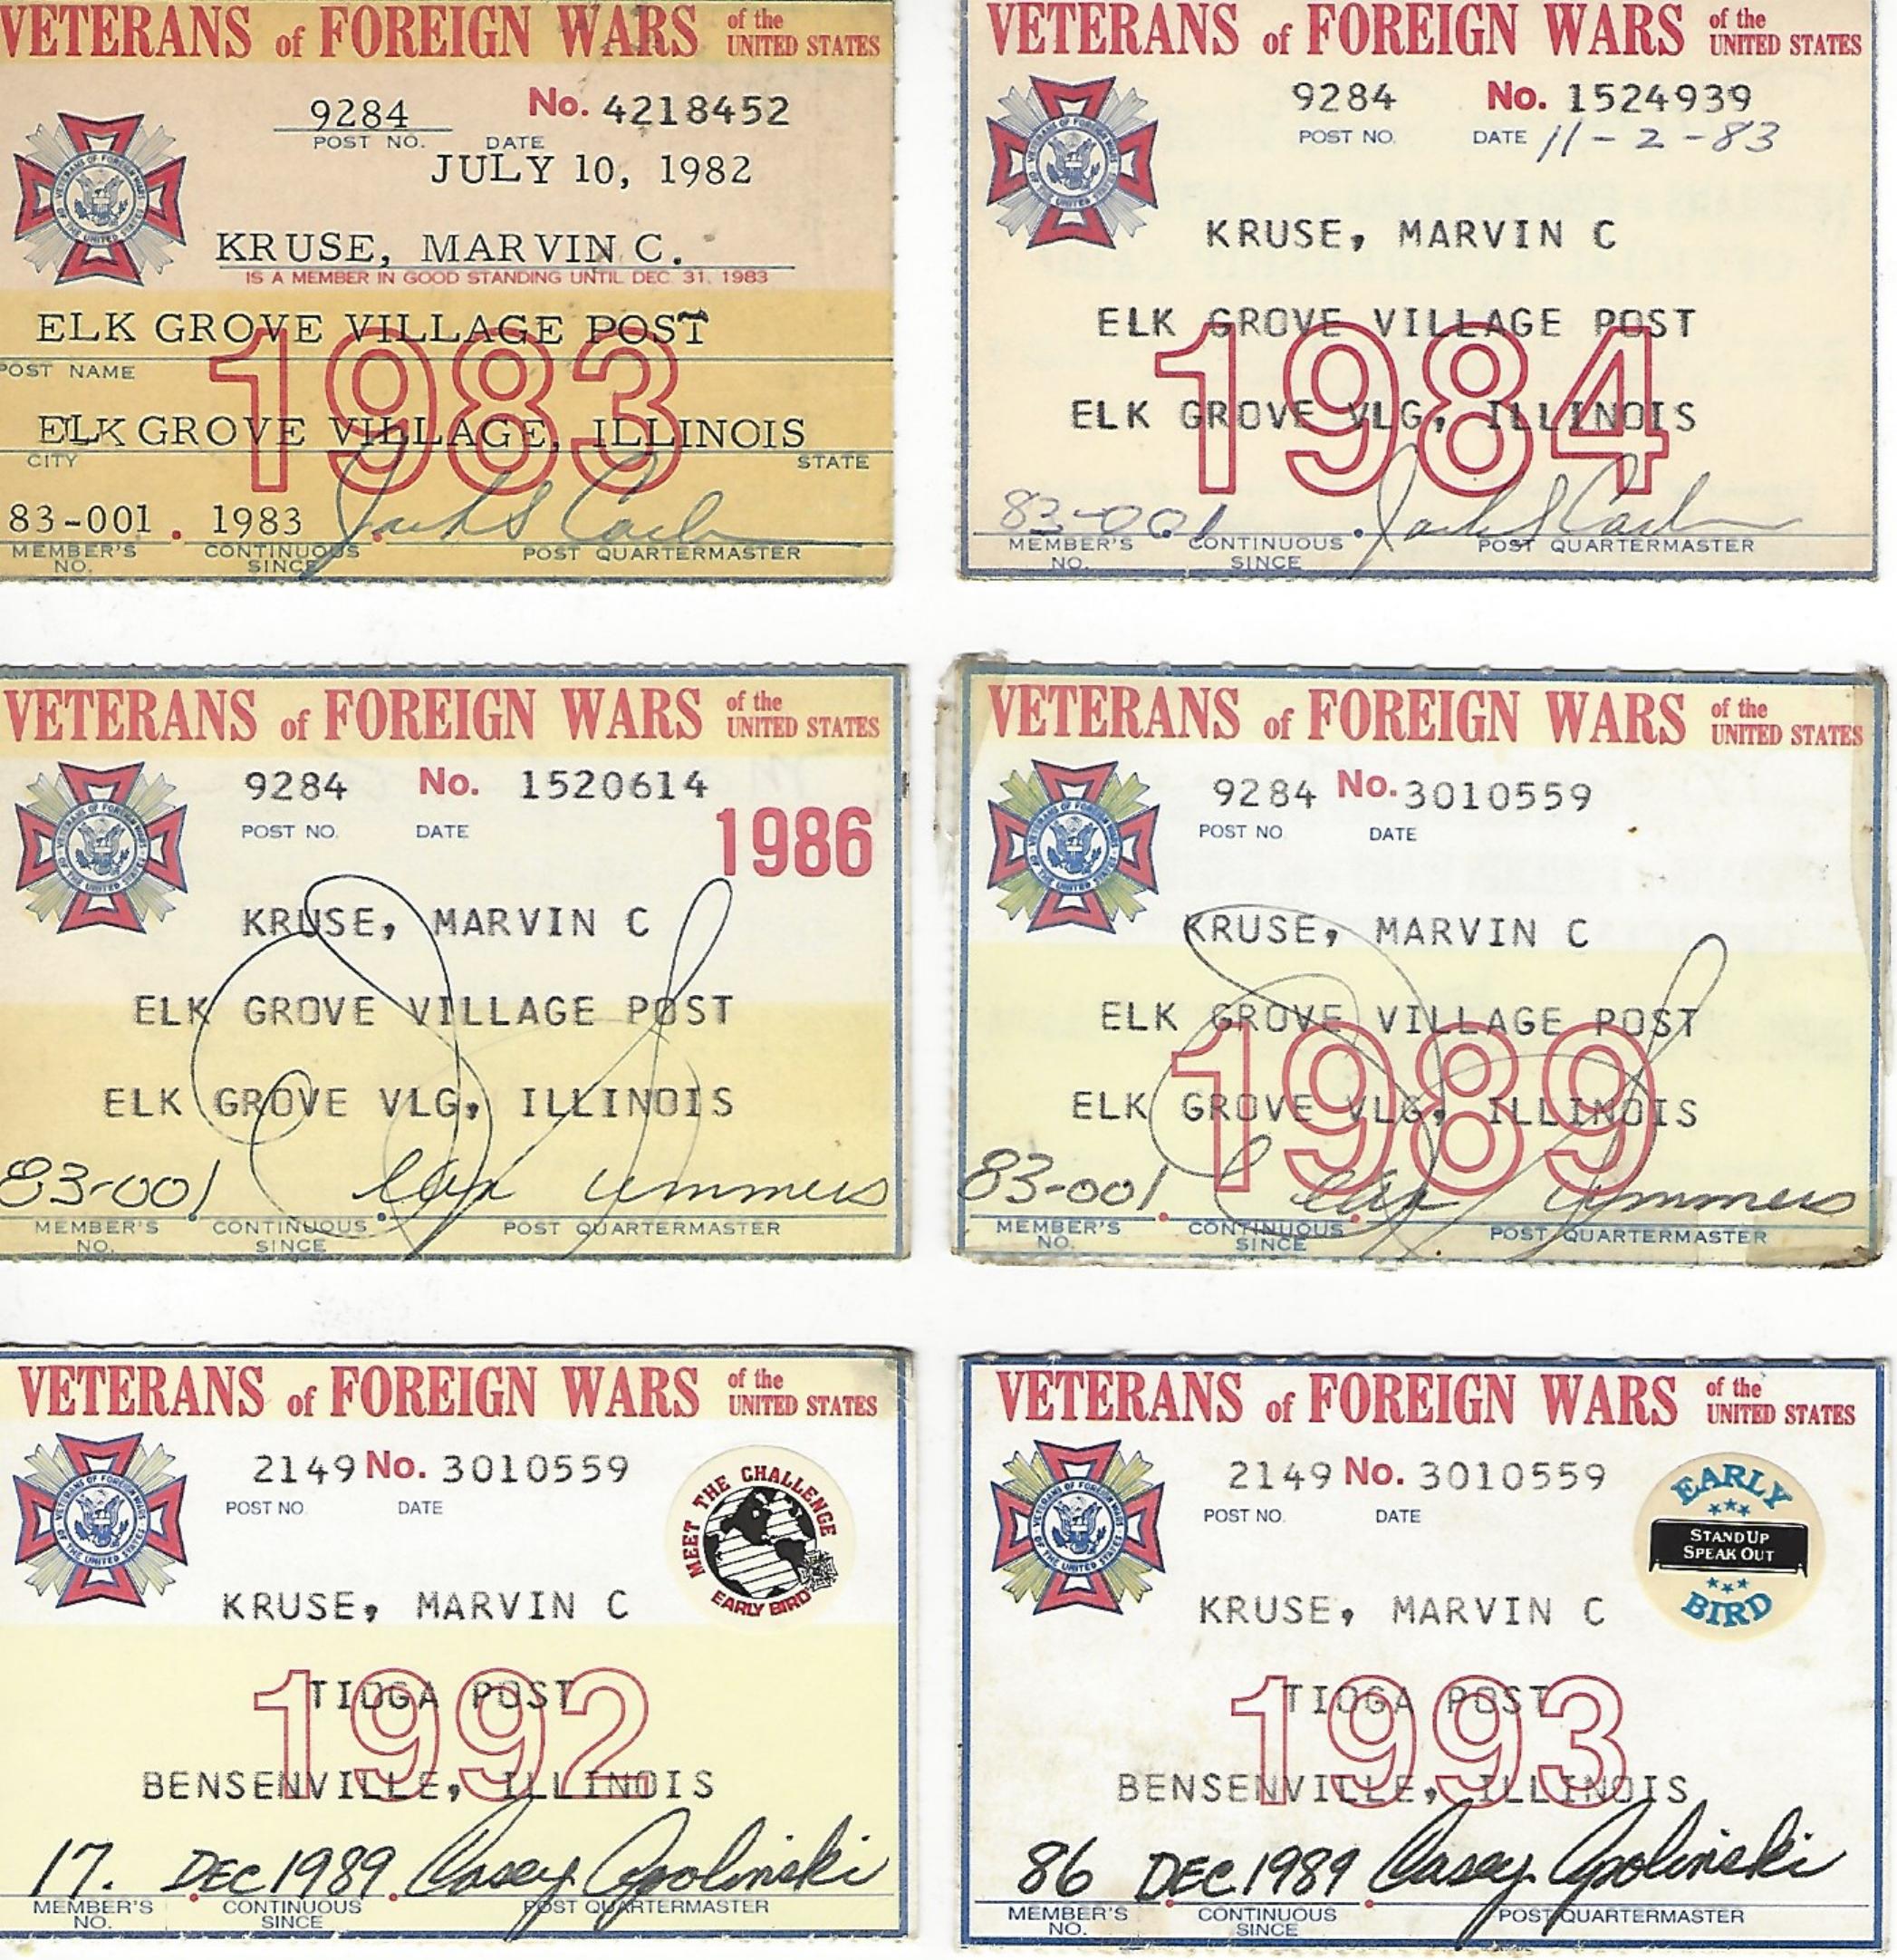 VETERANS of FOREIGN WARS of the UNITED STATES
9284 No. 4218452
POST NO. DATE
JULY 10, 1982
KRUSE, MARVIN C.
IS A MEMBER IN GOOD STANDING UNTIL DEC. 31, 1983
ELK GROVE VILLAGE POST
1983
POST NAME
ELK GROVE VILLAGE, ILLINOIS
CITY STATE
83-001 1983
MEMBER'S NO. CONTINUOUS SINCE POST QUARTERMASTER
VETERANS of FOREIGN WARS of the UNITED STATES
9284 No. 1524939
POST NO. DATE 11-2-83
KRUSE, MARVIN C
ELK GROVE VILLAGE POST
1984
ELK GROVE VLG, ILLINOIS
83-001
MEMBER'S NO. CONTINUOUS SINCE POST QUARTERMASTER
VETERANS of FOREIGN WARS of the UNITED STATES
9284 No. 1520614
POST NO. DATE
1986
KRUSE, MARVIN C
ELK GROVE VILLAGE POST
ELK GROVE VLG, ILLINOIS
83-001
MEMBER'S NO. CONTINUOUS SINCE POST QUARTERMASTER
VETERANS of FOREIGN WARS of the UNITED STATES
9284 No. 3010559
POST NO DATE
KRUSE, MARVIN C
ELK GROVE VILLAGE POST
1989
ELK GROVE VLG, ILLINOIS
83-001
MEMBER'S NO. CONTINUOUS SINCE POST QUARTERMASTER
VETERANS of FOREIGN WARS of the UNITED STATES
2149 No. 3010559
POST NO DATE
MEET THE CHALLENGE
EARLY BIRD
KRUSE, MARVIN C
TIOGA POST
1992
BENSENVILLE, ILLINOIS
17. DEC 1989 Casey Apolinski
MEMBER'S NO. CONTINUOUS SINCE POST QUARTERMASTER
VETERANS of FOREIGN WARS of the UNITED STATES
2149 No. 3010559
POST NO. DATE
EARLY
STAND UP
SPEAK OUT
BIRD
KRUSE, MARVIN C
TIOGA POST
1993
BENSENVILLE, ILLINOIS
86 DEC 1989 Casey Apolinski
MEMBER'S NO. CONTINUOUS SINCE POST QUARTERMASTER